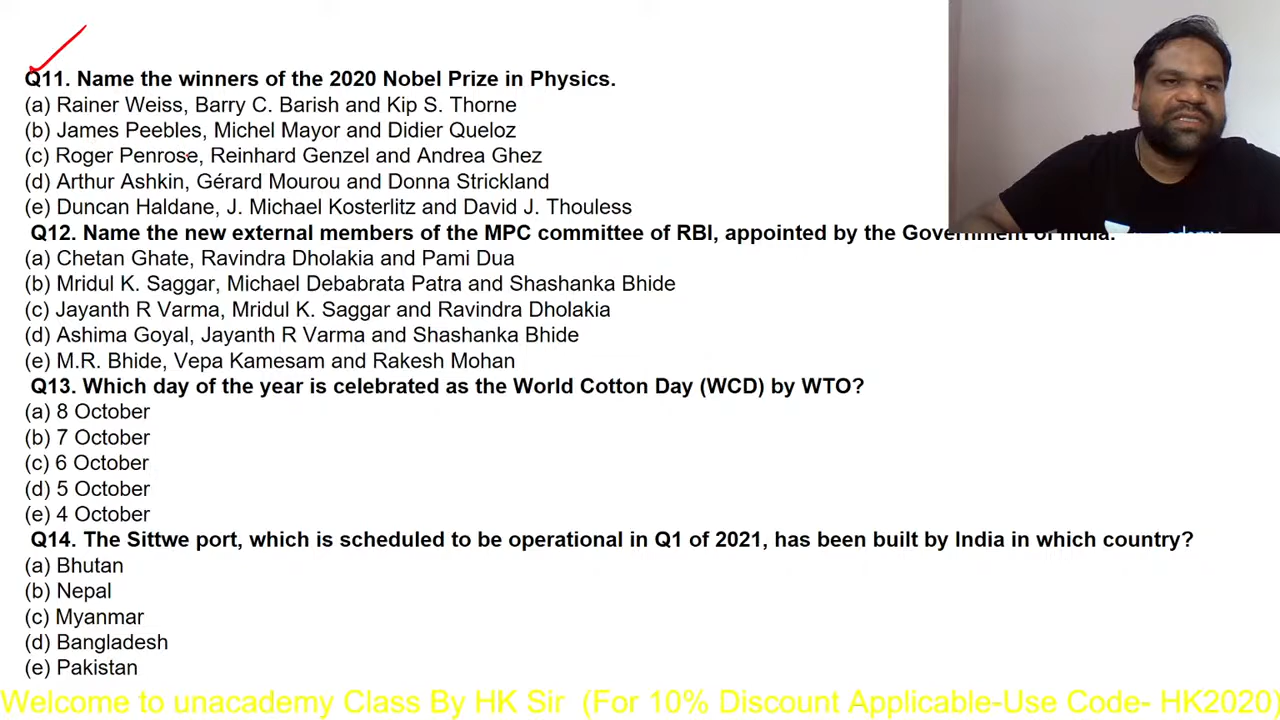 Q11. Name the winners of the 2020 Nobel Prize in Physics.
(a) Rainer Weiss, Barry C. Barish and Kip S. Thorne
(b) James Peebles, Michel Mayor and Didier Queloz
(c) Roger Penrose, Reinhard Genzel and Andrea Ghez
(d) Arthur Ashkin, Gérard Mourou and Donna Strickland
(e) Duncan Haldane, J. Michael Kosterlitz and David J. Thouless
Q12. Name the new external members of the MPC committee of RBI, appointed by the Government of India.
(a) Chetan Ghate, Ravindra Dholakia and Pami Dua
(b) Mridul K. Saggar, Michael Debabrata Patra and Shashanka Bhide
(c) Jayanth R Varma, Mridul K. Saggar and Ravindra Dholakia
(d) Ashima Goyal, Jayanth R Varma and Shashanka Bhide
(e) M.R. Bhide, Vepa Kamesam and Rakesh Mohan
Q13. Which day of the year is celebrated as the World Cotton Day (WCD) by WTO?
(a) 8 October
(b) 7 October
(c) 6 October
(d) 5 October
(e) 4 October
Q14. The Sittwe port, which is scheduled to be operational in Q1 of 2021, has been built by India in which country?
(a) Bhutan
(b) Nepal
(c) Myanmar
(d) Bangladesh
(e) Pakistan
Welcome to unacademy Class By HK Sir (For 10% Discount Applicable-Use Code- HK2020)